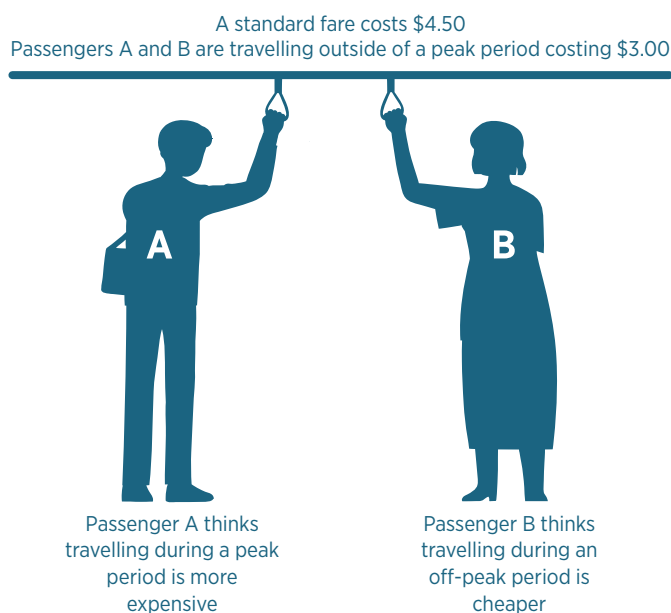 A standard fare costs $4.50
Passengers A and B are travelling outside of a peak period costing $3.00
A
B
Passenger A thinks
travelling during a peak
period is more
expensive
Passenger B thinks
travelling during an
off-peak period is
cheaper